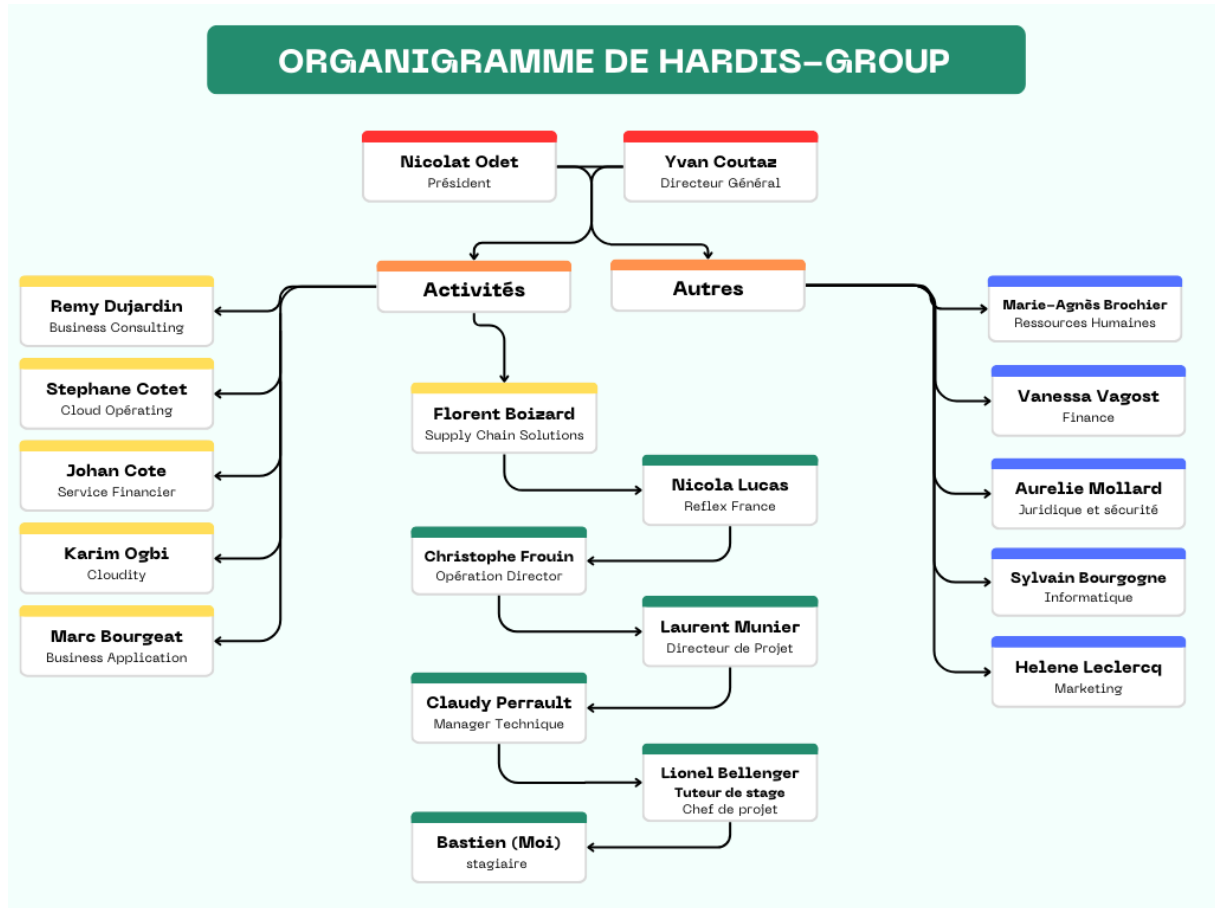 ORGANIGRAMME DE HARDIS-GROUP
Nicolat Odet
Président
Yvan Coutaz
Directeur Général
Activités
Autres
Remy Dujardin
Business Consulting
Stephane Cotet
Cloud Opérating
Johan Cote
Service Financier
Karim Ogbi
Cloudity
Marc Bourgeat
Business Application
Florent Boizard
Supply Chain Solutions
Nicola Lucas
Reflex France
Christophe Frouin
Opération Director
Laurent Munier
Directeur de Projet
Claudy Perrault
Manager Technique
Lionel Bellenger
Tuteur de stage
Chef de projet
Bastien (Moi)
stagiaire
Marie-Agnès Brochier
Ressources Humaines
Vanessa Vagost
Finance
Aurelie Mollard
Juridique et sécurité
Sylvain Bourgogne
Informatique
Helene Leclercq
Marketing